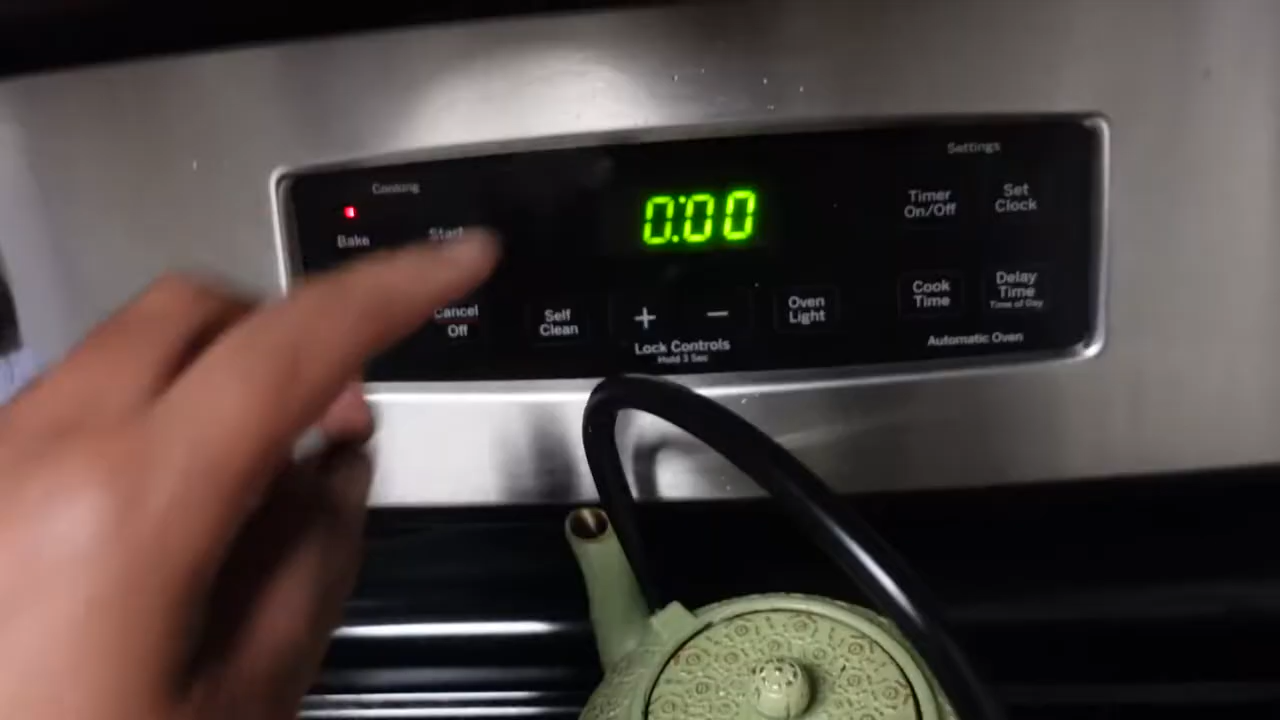 Cooking
Bake
Start
Cancel
Off
Self
Clean
0:00
+
−
Lock Controls
Hold 3 Sec
Oven
Light
Settings
Timer
On/Off
Set
Clock
Cook
Time
Delay
Time
Time of Day
Automatic Oven